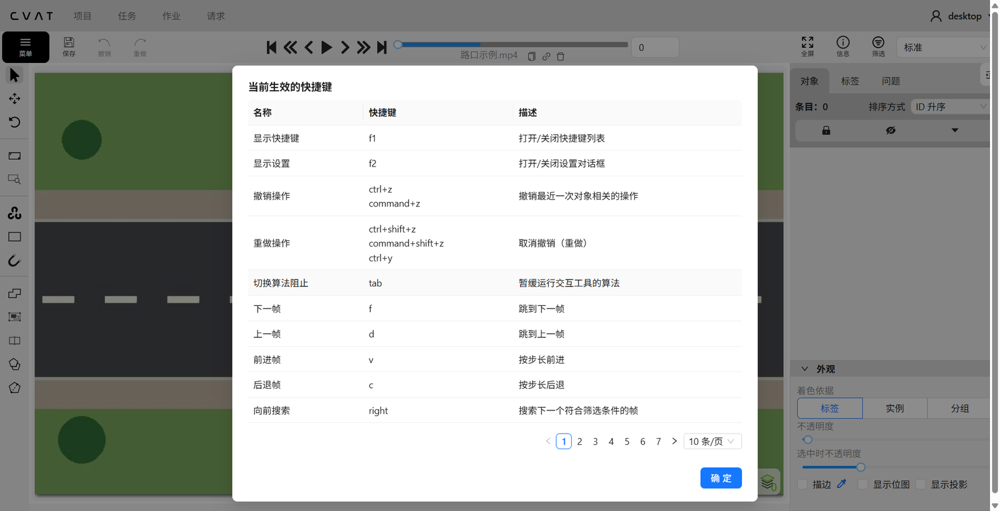 CVAT
项目
任务
作业
请求
desktop
菜单
保存
撤销
重做
路口示例.mp4
0
全屏
信息
筛选
标准
对象
标签
问题
条目：0
排序方式
ID 升序
外观
着色依据
标签
实例
分组
不透明度
选中时不透明度
描边
显示位图
显示投影
0
当前生效的快捷键
名称
快捷键
描述
显示快捷键
f1
打开/关闭快捷键列表
显示设置
f2
打开/关闭设置对话框
撤销操作
ctrl+z
command+z
撤销最近一次对象相关的操作
重做操作
ctrl+shift+z
command+shift+z
ctrl+y
取消撤销（重做）
切换算法阻止
tab
暂缓运行交互工具的算法
下一帧
f
跳到下一帧
上一帧
d
跳到上一帧
前进帧
v
按步长前进
后退帧
c
按步长后退
向前搜索
right
搜索下一个符合筛选条件的帧
1 2 3 4 5 6 7
10 条/页
确 定